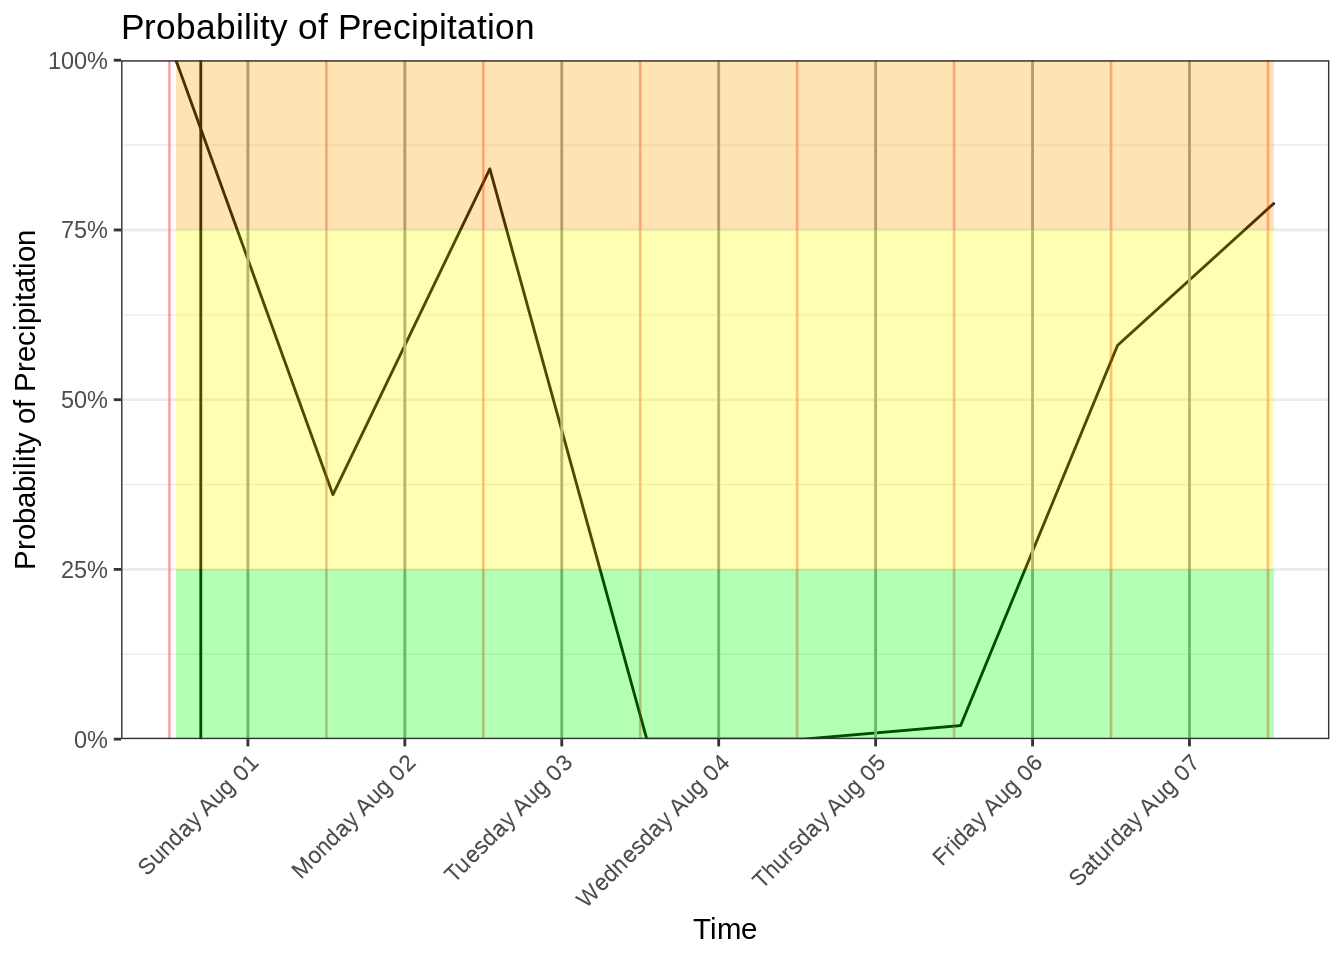 Probability of Precipitation
Probability of Precipitation
100%
75%
50%
25%
0%
Sunday Aug 01
Monday Aug 02
Tuesday Aug 03
Wednesday Aug 04
Thursday Aug 05
Friday Aug 06
Saturday Aug 07
Time